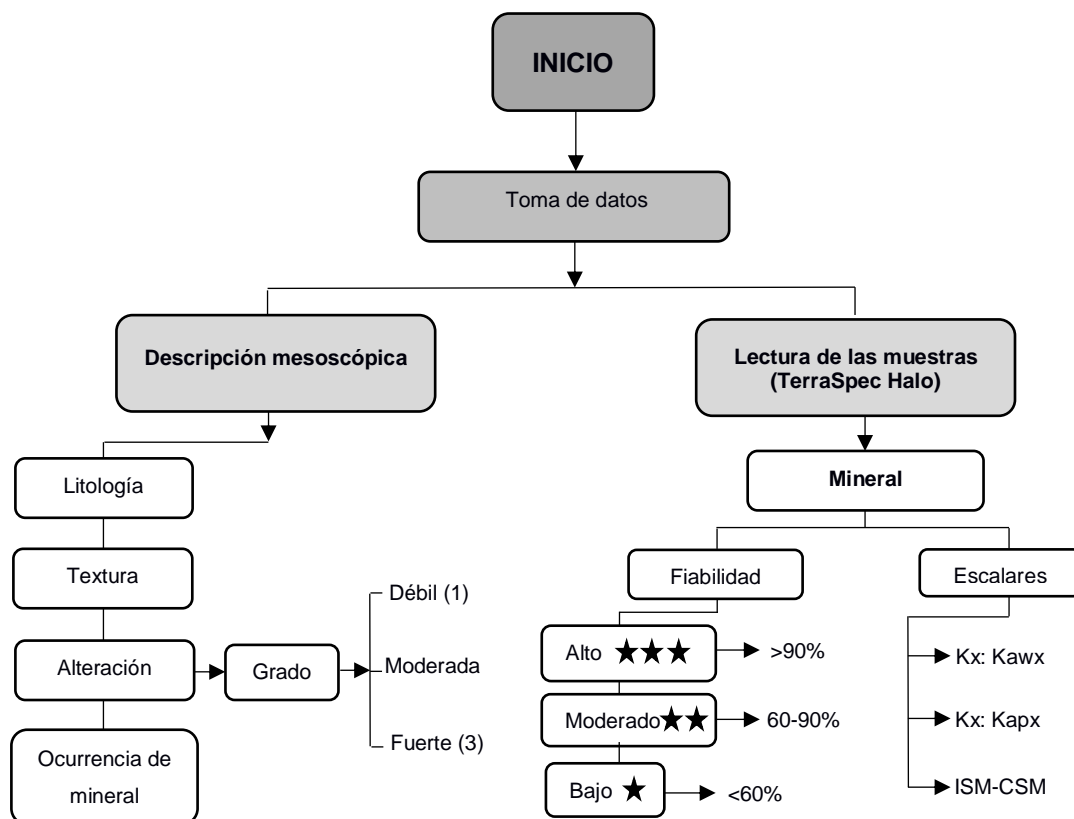 INICIO
Toma de datos
Descripción mesoscópica
Litología
Textura
Alteración
Grado
Débil (1)
Moderada
Fuerte (3)
Ocurrencia de
mineral
Lectura de las muestras
(TerraSpec Halo)
Mineral
Fiabilidad
Alto ★★★
>90%
Moderado★★
60-90%
Bajo ★
<60%
Escalares
Kx: Kawx
Kx: Kapx
ISM-CSM